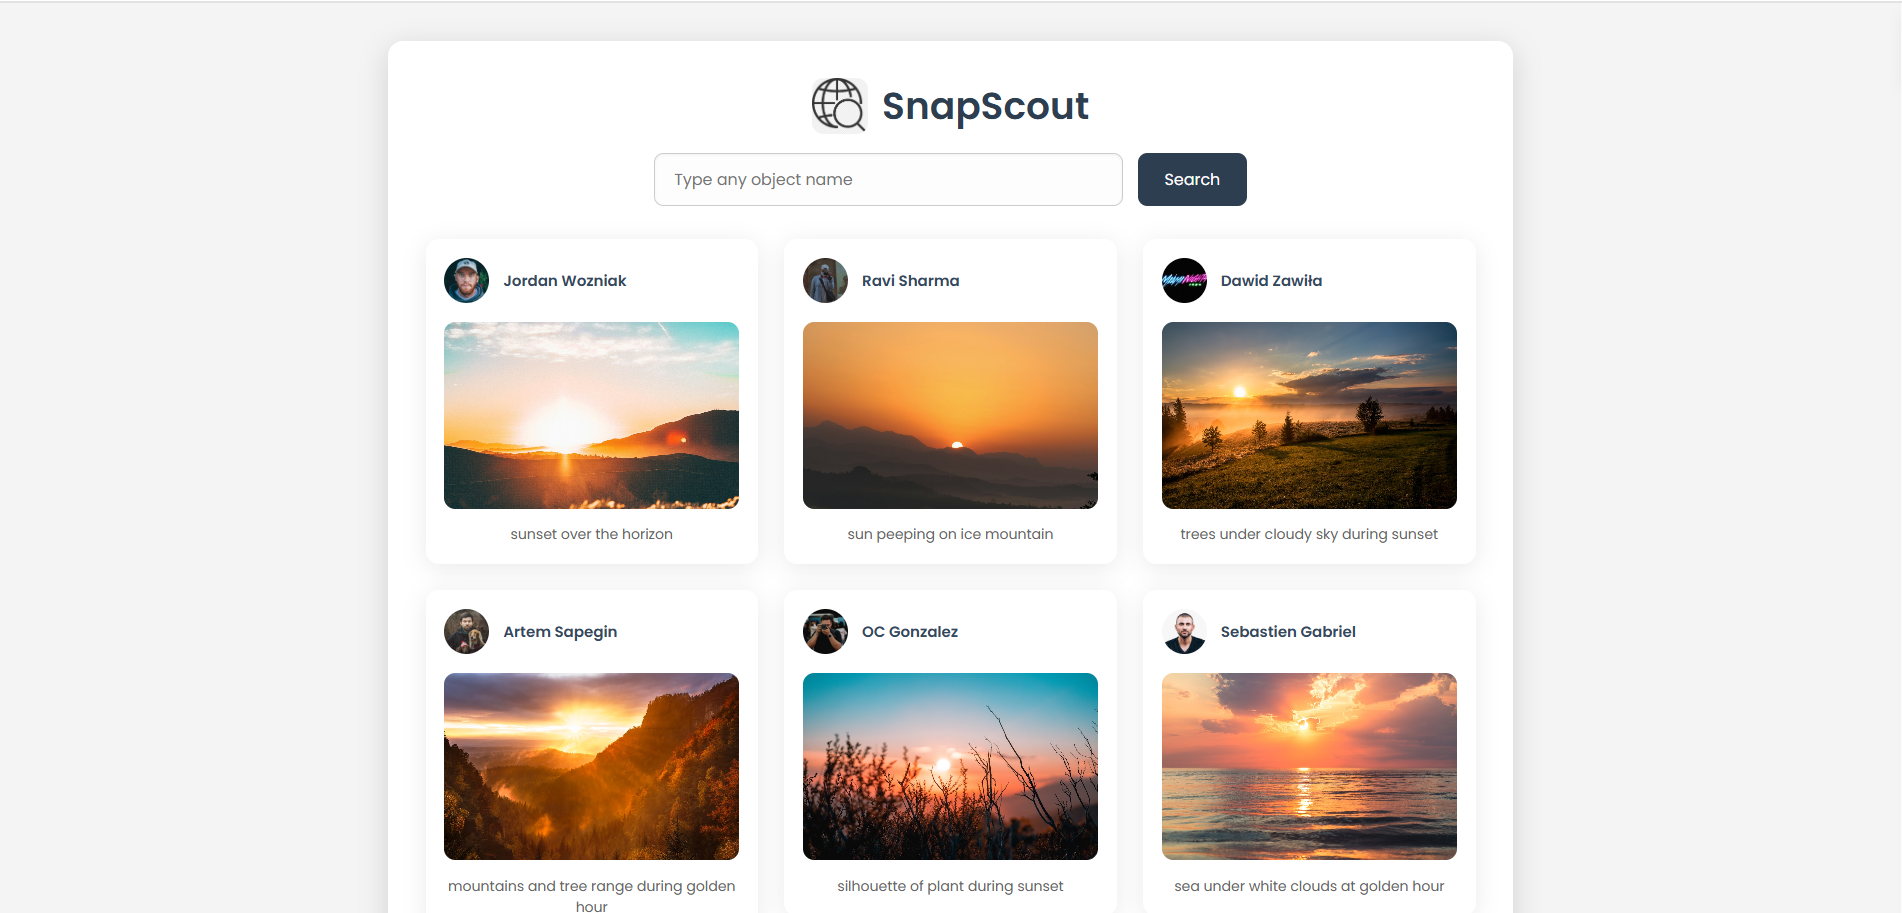 SnapScout
Type any object name
Search
Jordan Wozniak
Ravi Sharma
Dawid Zawiła
sunset over the horizon
sun peeping on ice mountain
trees under cloudy sky during sunset
Artem Sapegin
OC Gonzalez
Sebastien Gabriel
mountains and tree range during golden
hour
silhouette of plant during sunset
sea under white clouds at golden hour